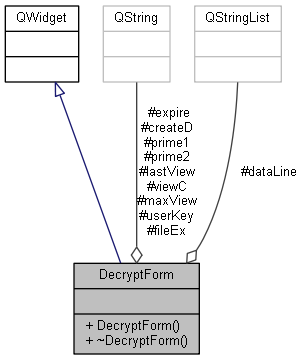 QWidget
QString
QStringList
#expire
#createD
#prime1
#prime2
#lastView
#viewC
#maxView
#userKey
#fileEx
#dataLine
DecryptForm
+ DecryptForm()
+ ~DecryptForm()